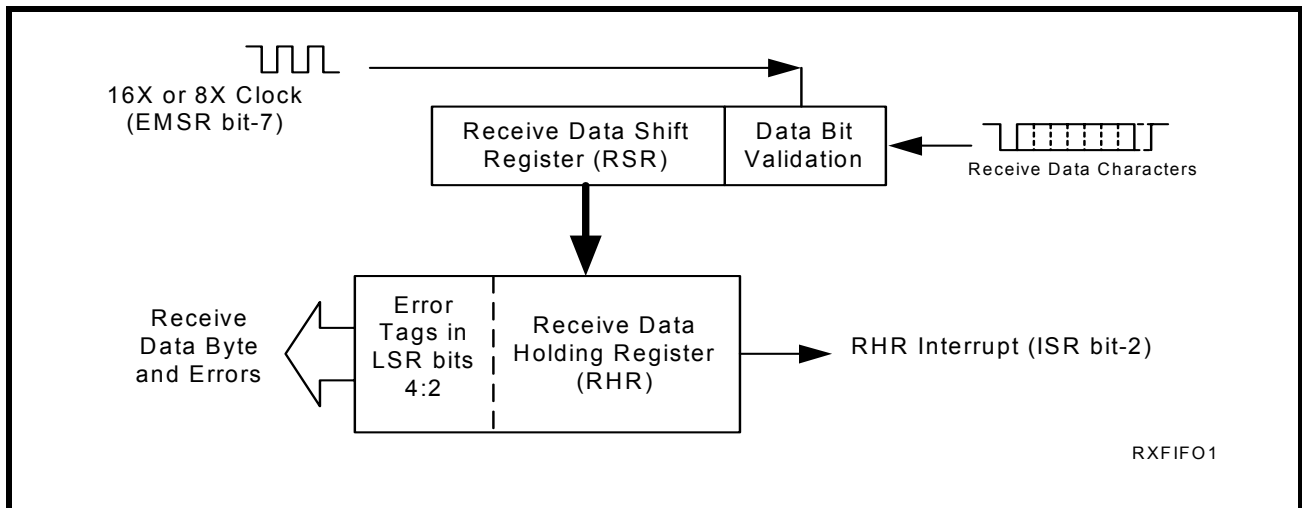 16X or 8X Clock
(EMSR bit-7)
Receive Data Shift
Register (RSR)
Data Bit
Validation
Receive Data Characters
Receive
Data Byte
and Errors
Error
Tags in
LSR bits
4:2
Receive Data
Holding Register
(RHR)
RHR Interrupt (ISR bit-2)
RXFIFO1